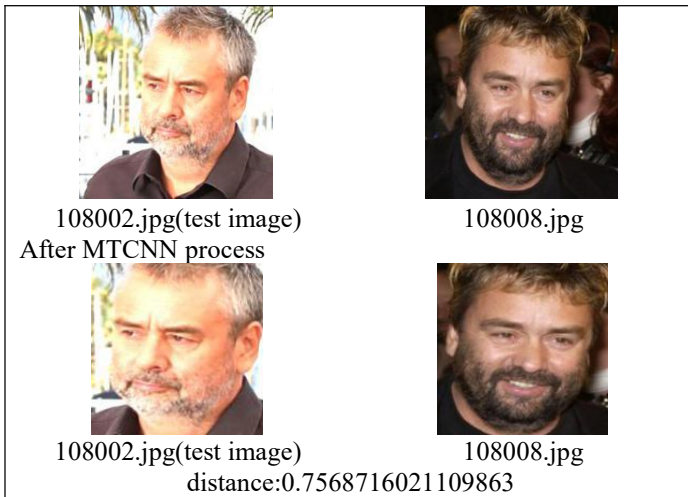 108002.jpg(test image) 108008.jpg
After MTCNN process
108002.jpg(test image) 108008.jpg
distance:0.7568716021109863